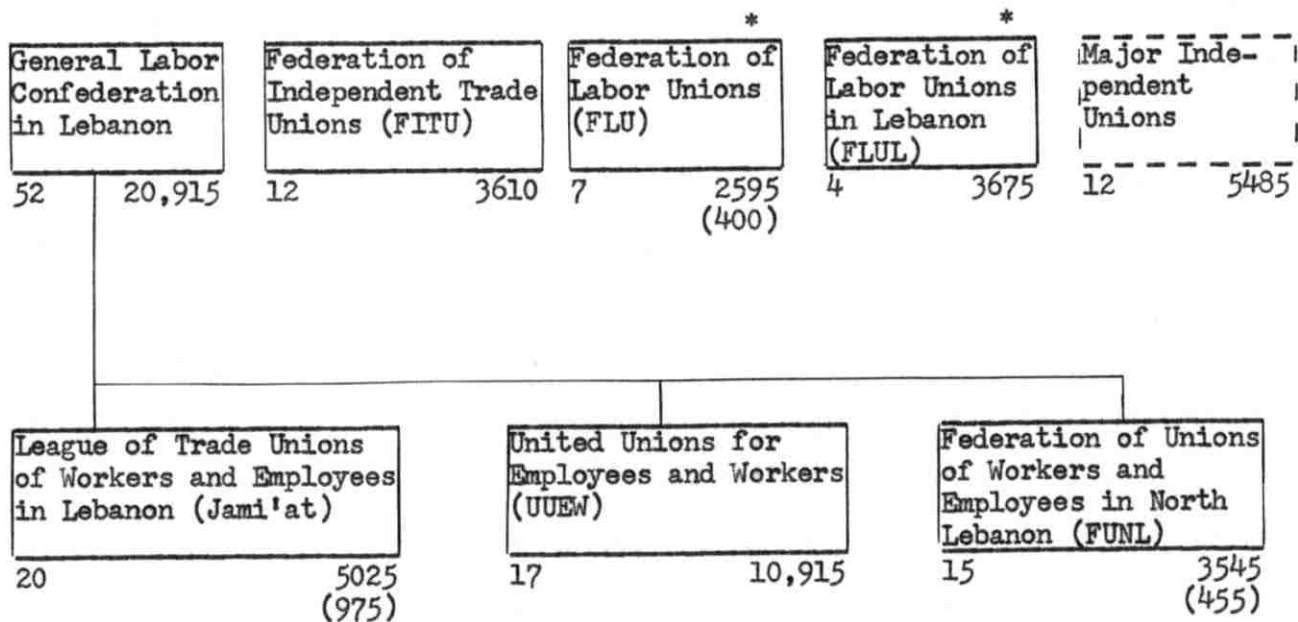 *
*
General Labor
Confederation
in Lebanon
52 20,915
Federation of
Independent Trade
Unions (FITU)
12 3610
Federation of
Labor Unions
(FLU)
7 2595
(400)
Federation of
Labor Unions
in Lebanon
(FLUL)
4 3675
Major Inde-
pendent
Unions
12 5485
League of Trade Unions
of Workers and Employees
in Lebanon (Jami'at)
20 5025
(975)
United Unions for
Employees and Workers
(UUEW)
17 10,915
Federation of Unions
of Workers and
Employees in North
Lebanon (FUNL)
15 3545
(455)